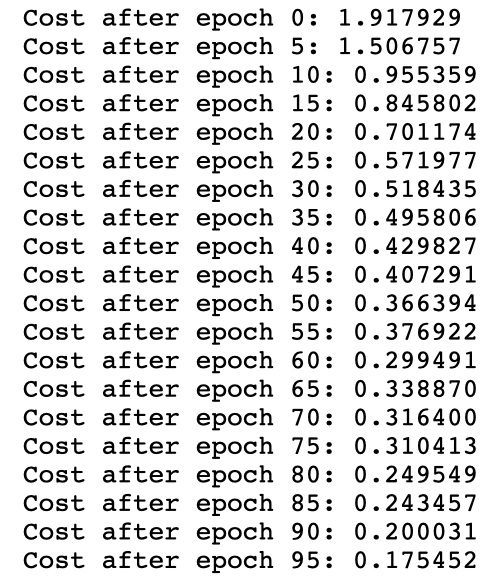 Cost after epoch 0: 1.917929
Cost after epoch 5: 1.506757
Cost after epoch 10: 0.955359
Cost after epoch 15: 0.845802
Cost after epoch 20: 0.701174
Cost after epoch 25: 0.571977
Cost after epoch 30: 0.518435
Cost after epoch 35: 0.495806
Cost after epoch 40: 0.429827
Cost after epoch 45: 0.407291
Cost after epoch 50: 0.366394
Cost after epoch 55: 0.376922
Cost after epoch 60: 0.299491
Cost after epoch 65: 0.338870
Cost after epoch 70: 0.316400
Cost after epoch 75: 0.310413
Cost after epoch 80: 0.249549
Cost after epoch 85: 0.243457
Cost after epoch 90: 0.200031
Cost after epoch 95: 0.175452